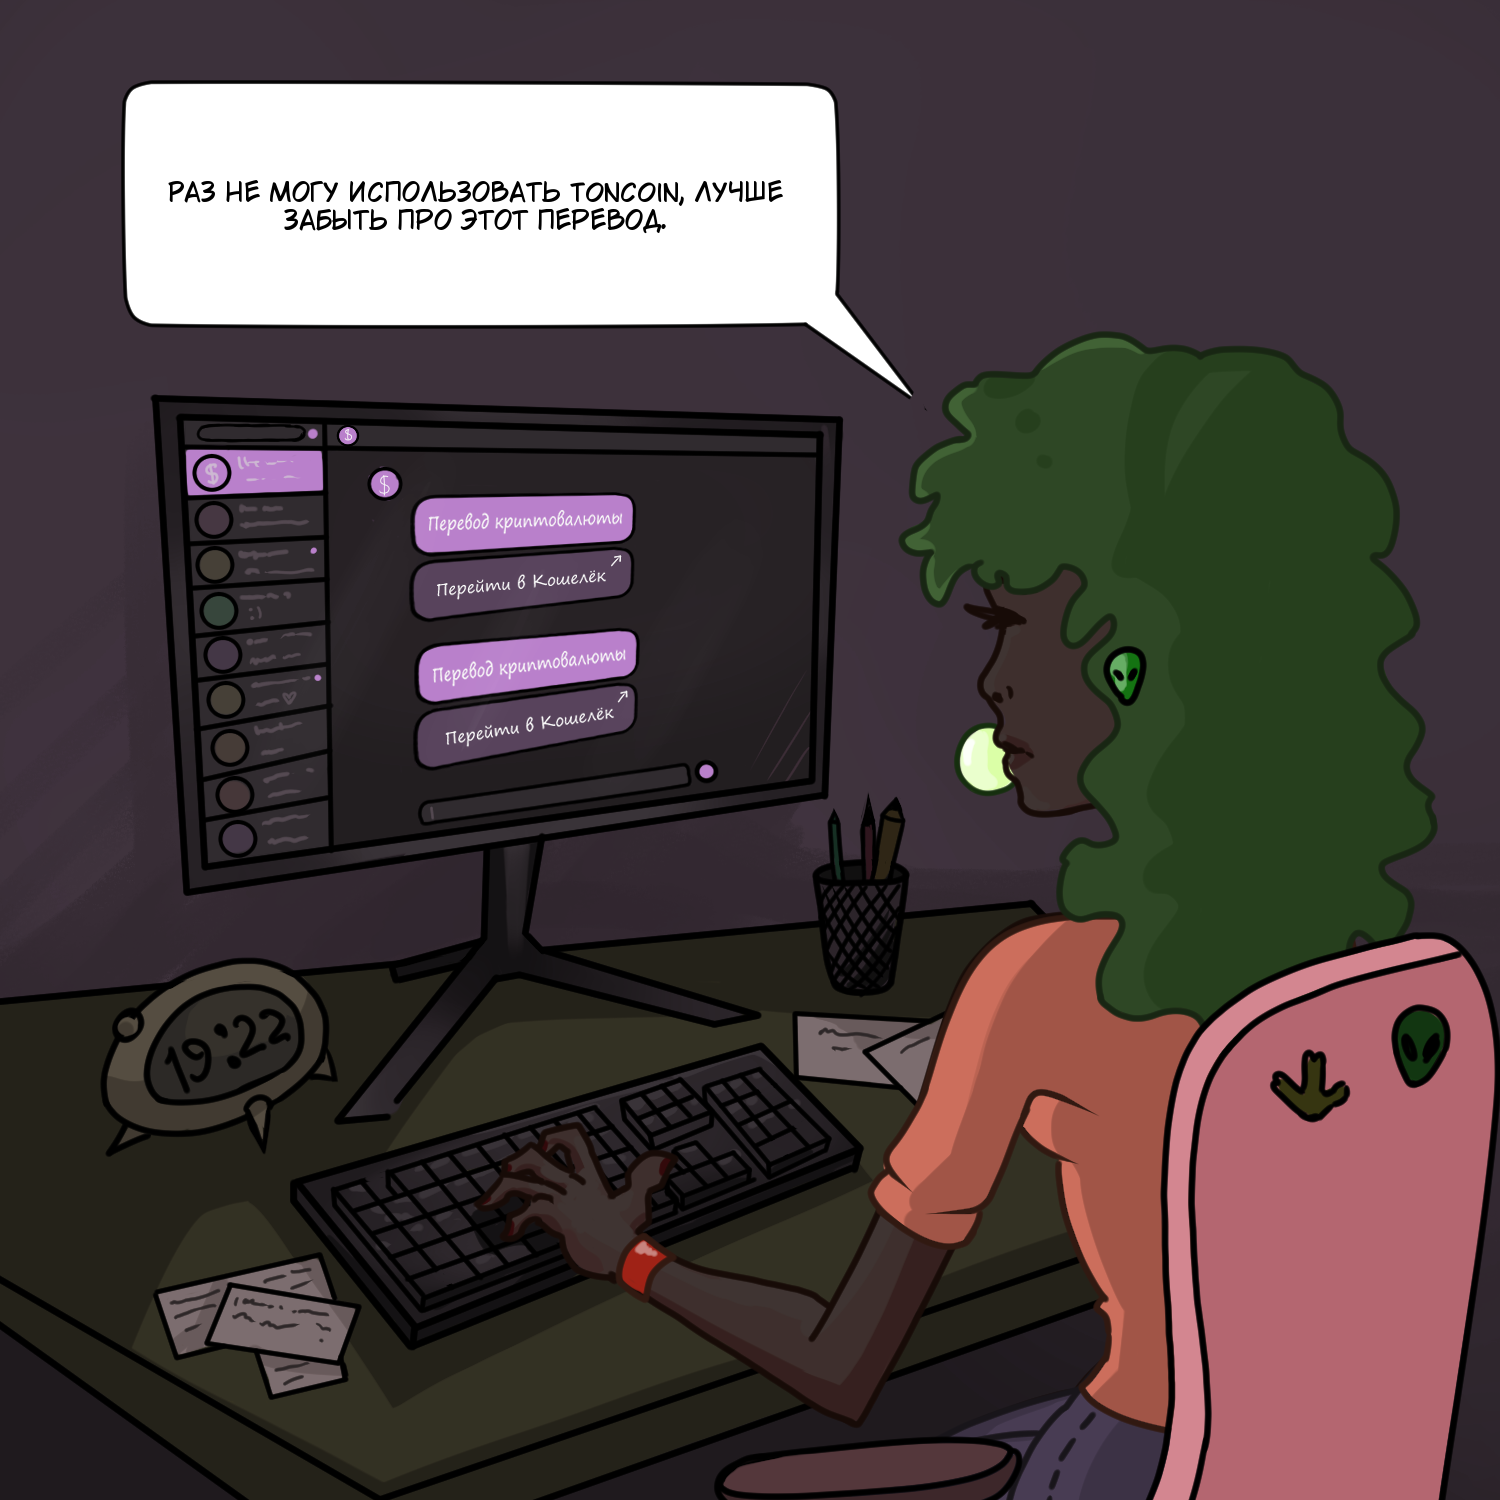 РАЗ НЕ МОГУ ИСПОЛЬЗОВАТЬ TONCOIN, ЛУЧШЕ
ЗАБЫТЬ ПРО ЭТОТ ПЕРЕВОД.
$
$
$
Перевод криптовалюты
Перейти в Кошелёк
:)
Перевод криптовалюты
Перейти в Кошелёк
19:22